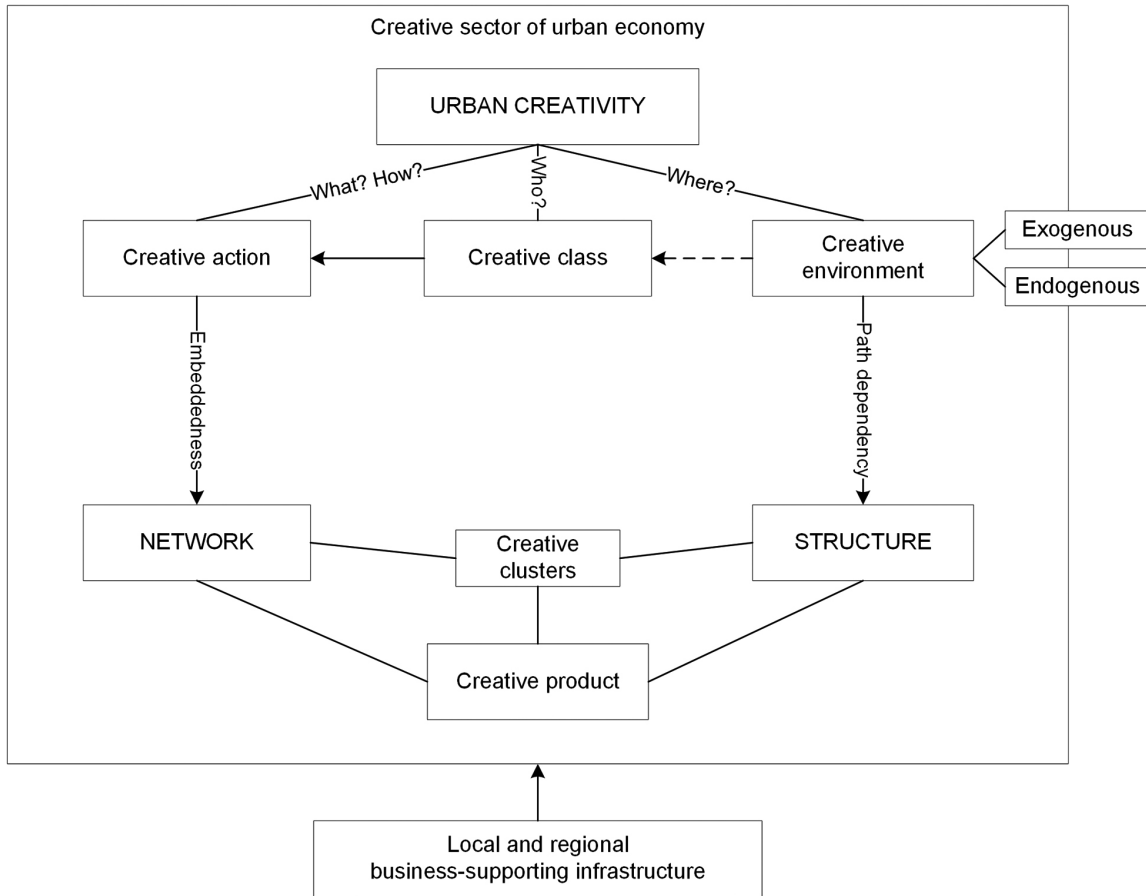 Creative sector of urban economy
URBAN CREATIVITY
What? How?
Who?
Where?
Creative action
Creative class
Creative
environment
Exogenous
Endogenous
Embeddedness
Path dependency
NETWORK
Creative
clusters
STRUCTURE
Creative product
Local and regional
business-supporting infrastructure